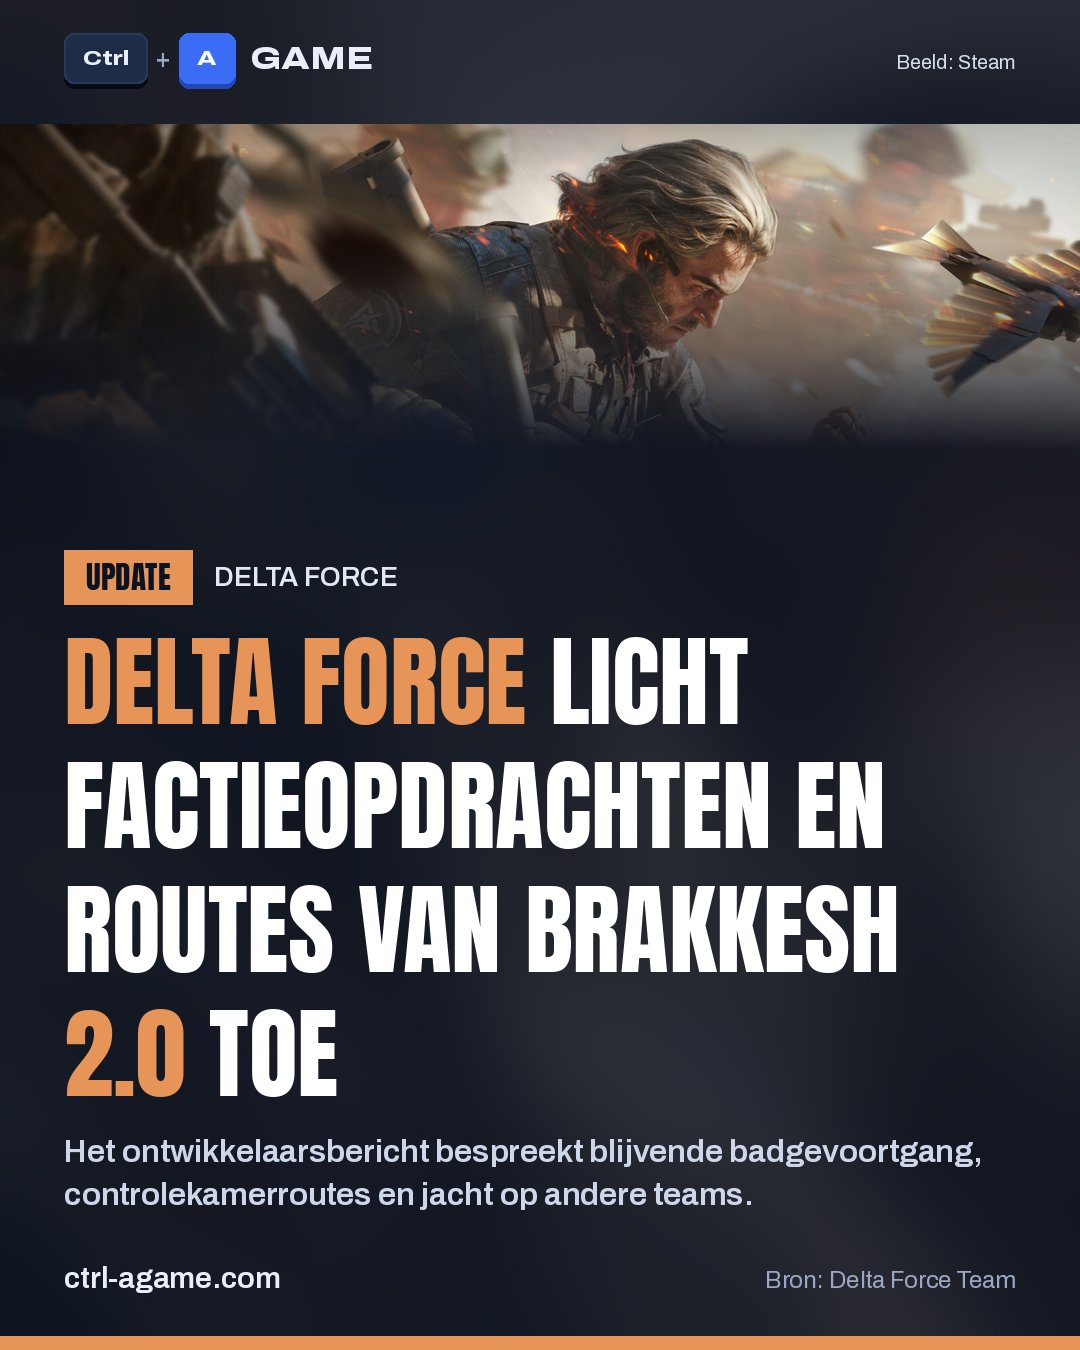 Ctrl + A GAME
Beeld: Steam
UPDATE DELTA FORCE
DELTA FORCE LICHT
FACTIEOPDRACHTEN EN
ROUTES VAN BRAKKESH
2.0 TOE
Het ontwikkelaarsbericht bespreekt blijvende badgevoortgang,
controlekamerroutes en jacht op andere teams.
ctrl-agame.com
Bron: Delta Force Team